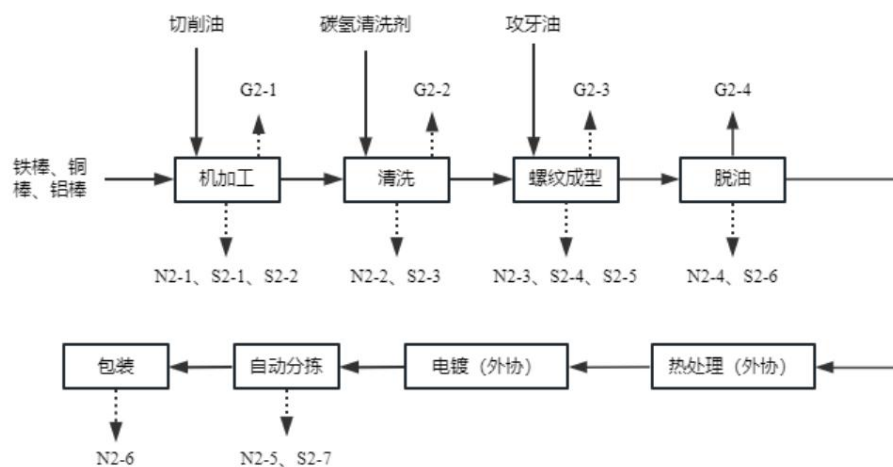 切削油
碳氢清洗剂
攻牙油
G2-1
G2-2
G2-3
G2-4
铁棒、铜
棒、铝棒
机加工
清洗
螺纹成型
脱油
N2-1、S2-1、S2-2
N2-2、S2-3
N2-3、S2-4、S2-5
N2-4、S2-6
包装
自动分拣
电镀（外协）
热处理（外协）
N2-6
N2-5、S2-7